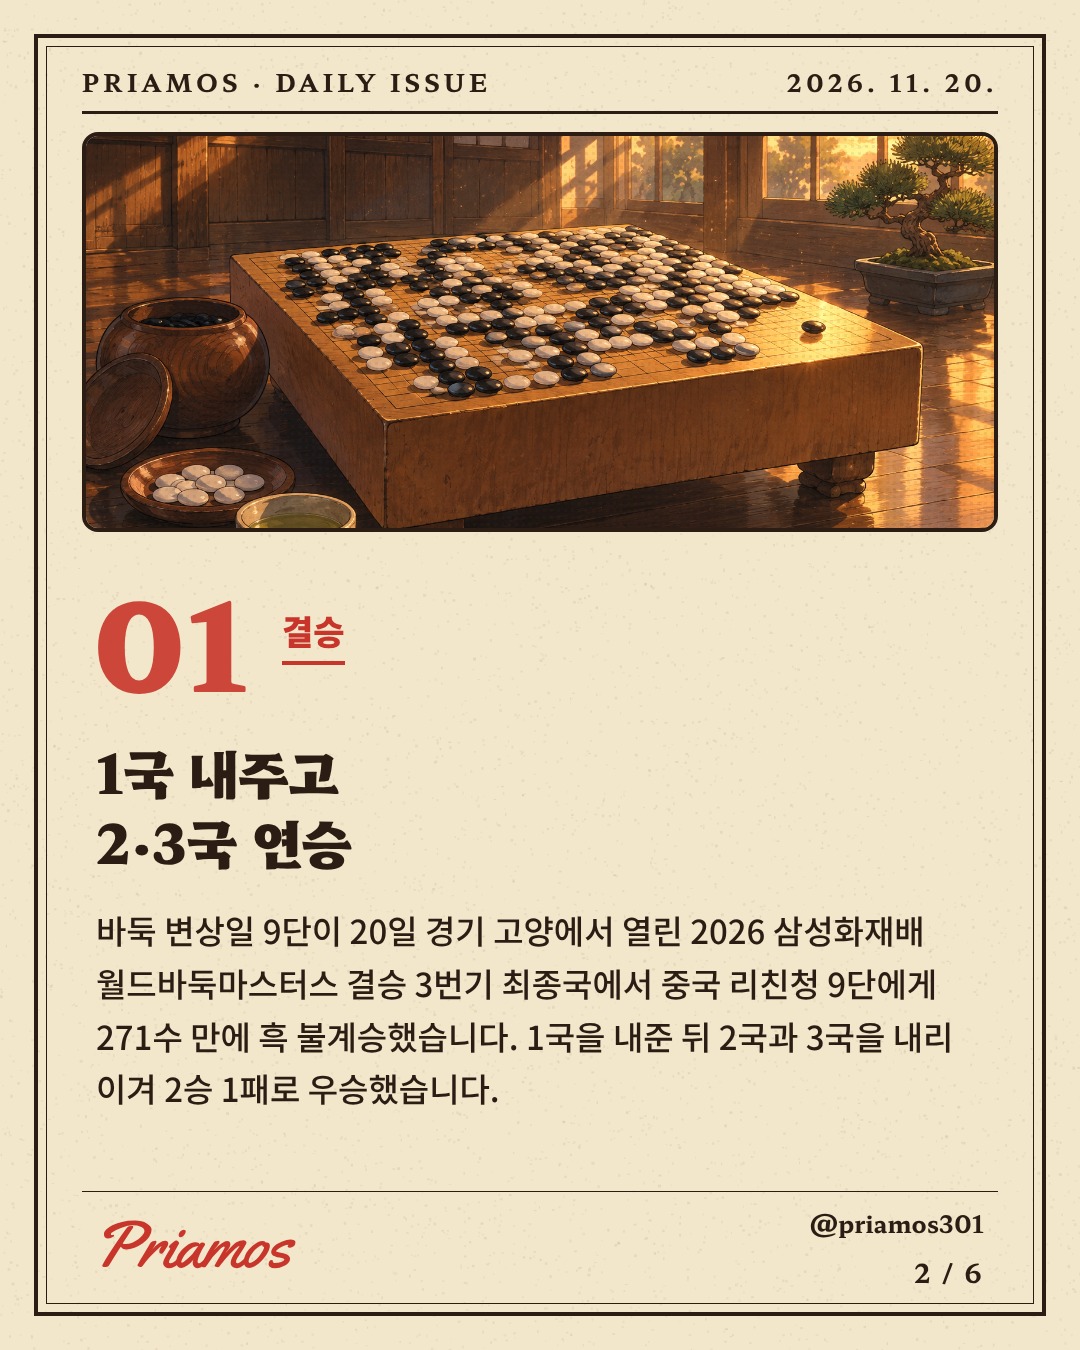 PRIAMOS · DAILY ISSUE
2026. 11. 20.
01
결승
1국 내주고
2·3국 연승
바둑 변상일 9단이 20일 경기 고양에서 열린 2026 삼성화재배
월드바둑마스터스 결승 3번기 최종국에서 중국 리친청 9단에게
271수 만에 흑 불계승했습니다. 1국을 내준 뒤 2국과 3국을 내리
이겨 2승 1패로 우승했습니다.
Priamos
@priamos301
2 / 6